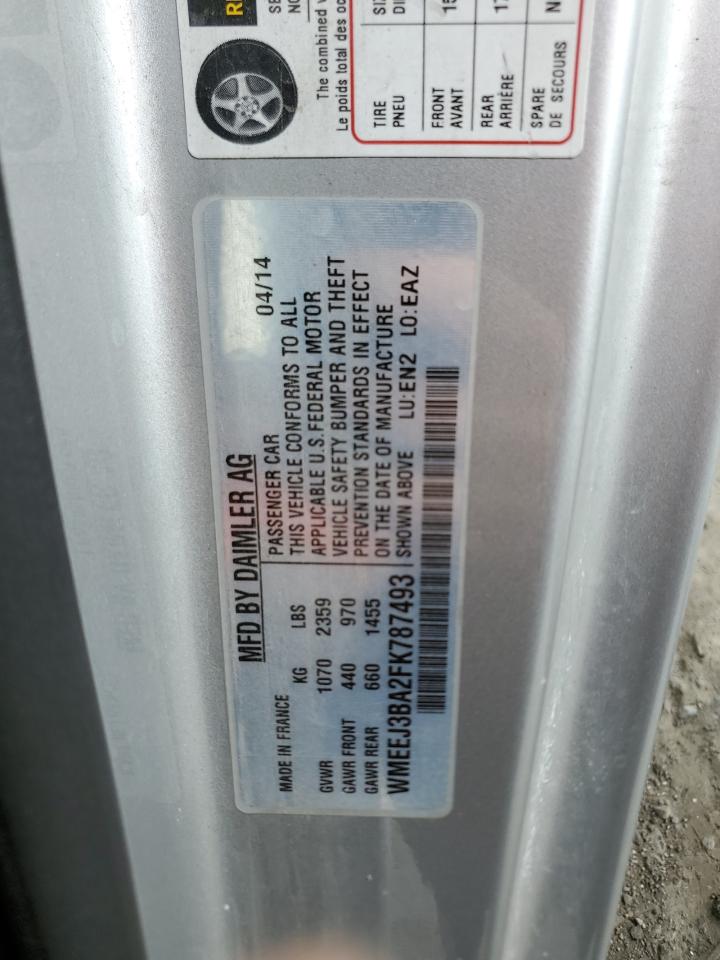 MFD BY DAIMLER AG
04/14
MADE IN FRANCE
KG LBS
GVWR 1070 2359
GAWR FRONT 440 970
GAWR REAR 660 1455
PASSENGER CAR
THIS VEHICLE CONFORMS TO ALL
APPLICABLE U.S.FEDERAL MOTOR
VEHICLE SAFETY BUMPER AND THEFT
PREVENTION STANDARDS IN EFFECT
ON THE DATE OF MANUFACTURE
SHOWN ABOVE LU:EN2 LO:EAZ
WMEEJ3BA2FK787493
The combined
Le poids total des
TIRE
PNEU
FRONT
AVANT
REAR
ARRIÈRE
SPARE
DE SECOURS